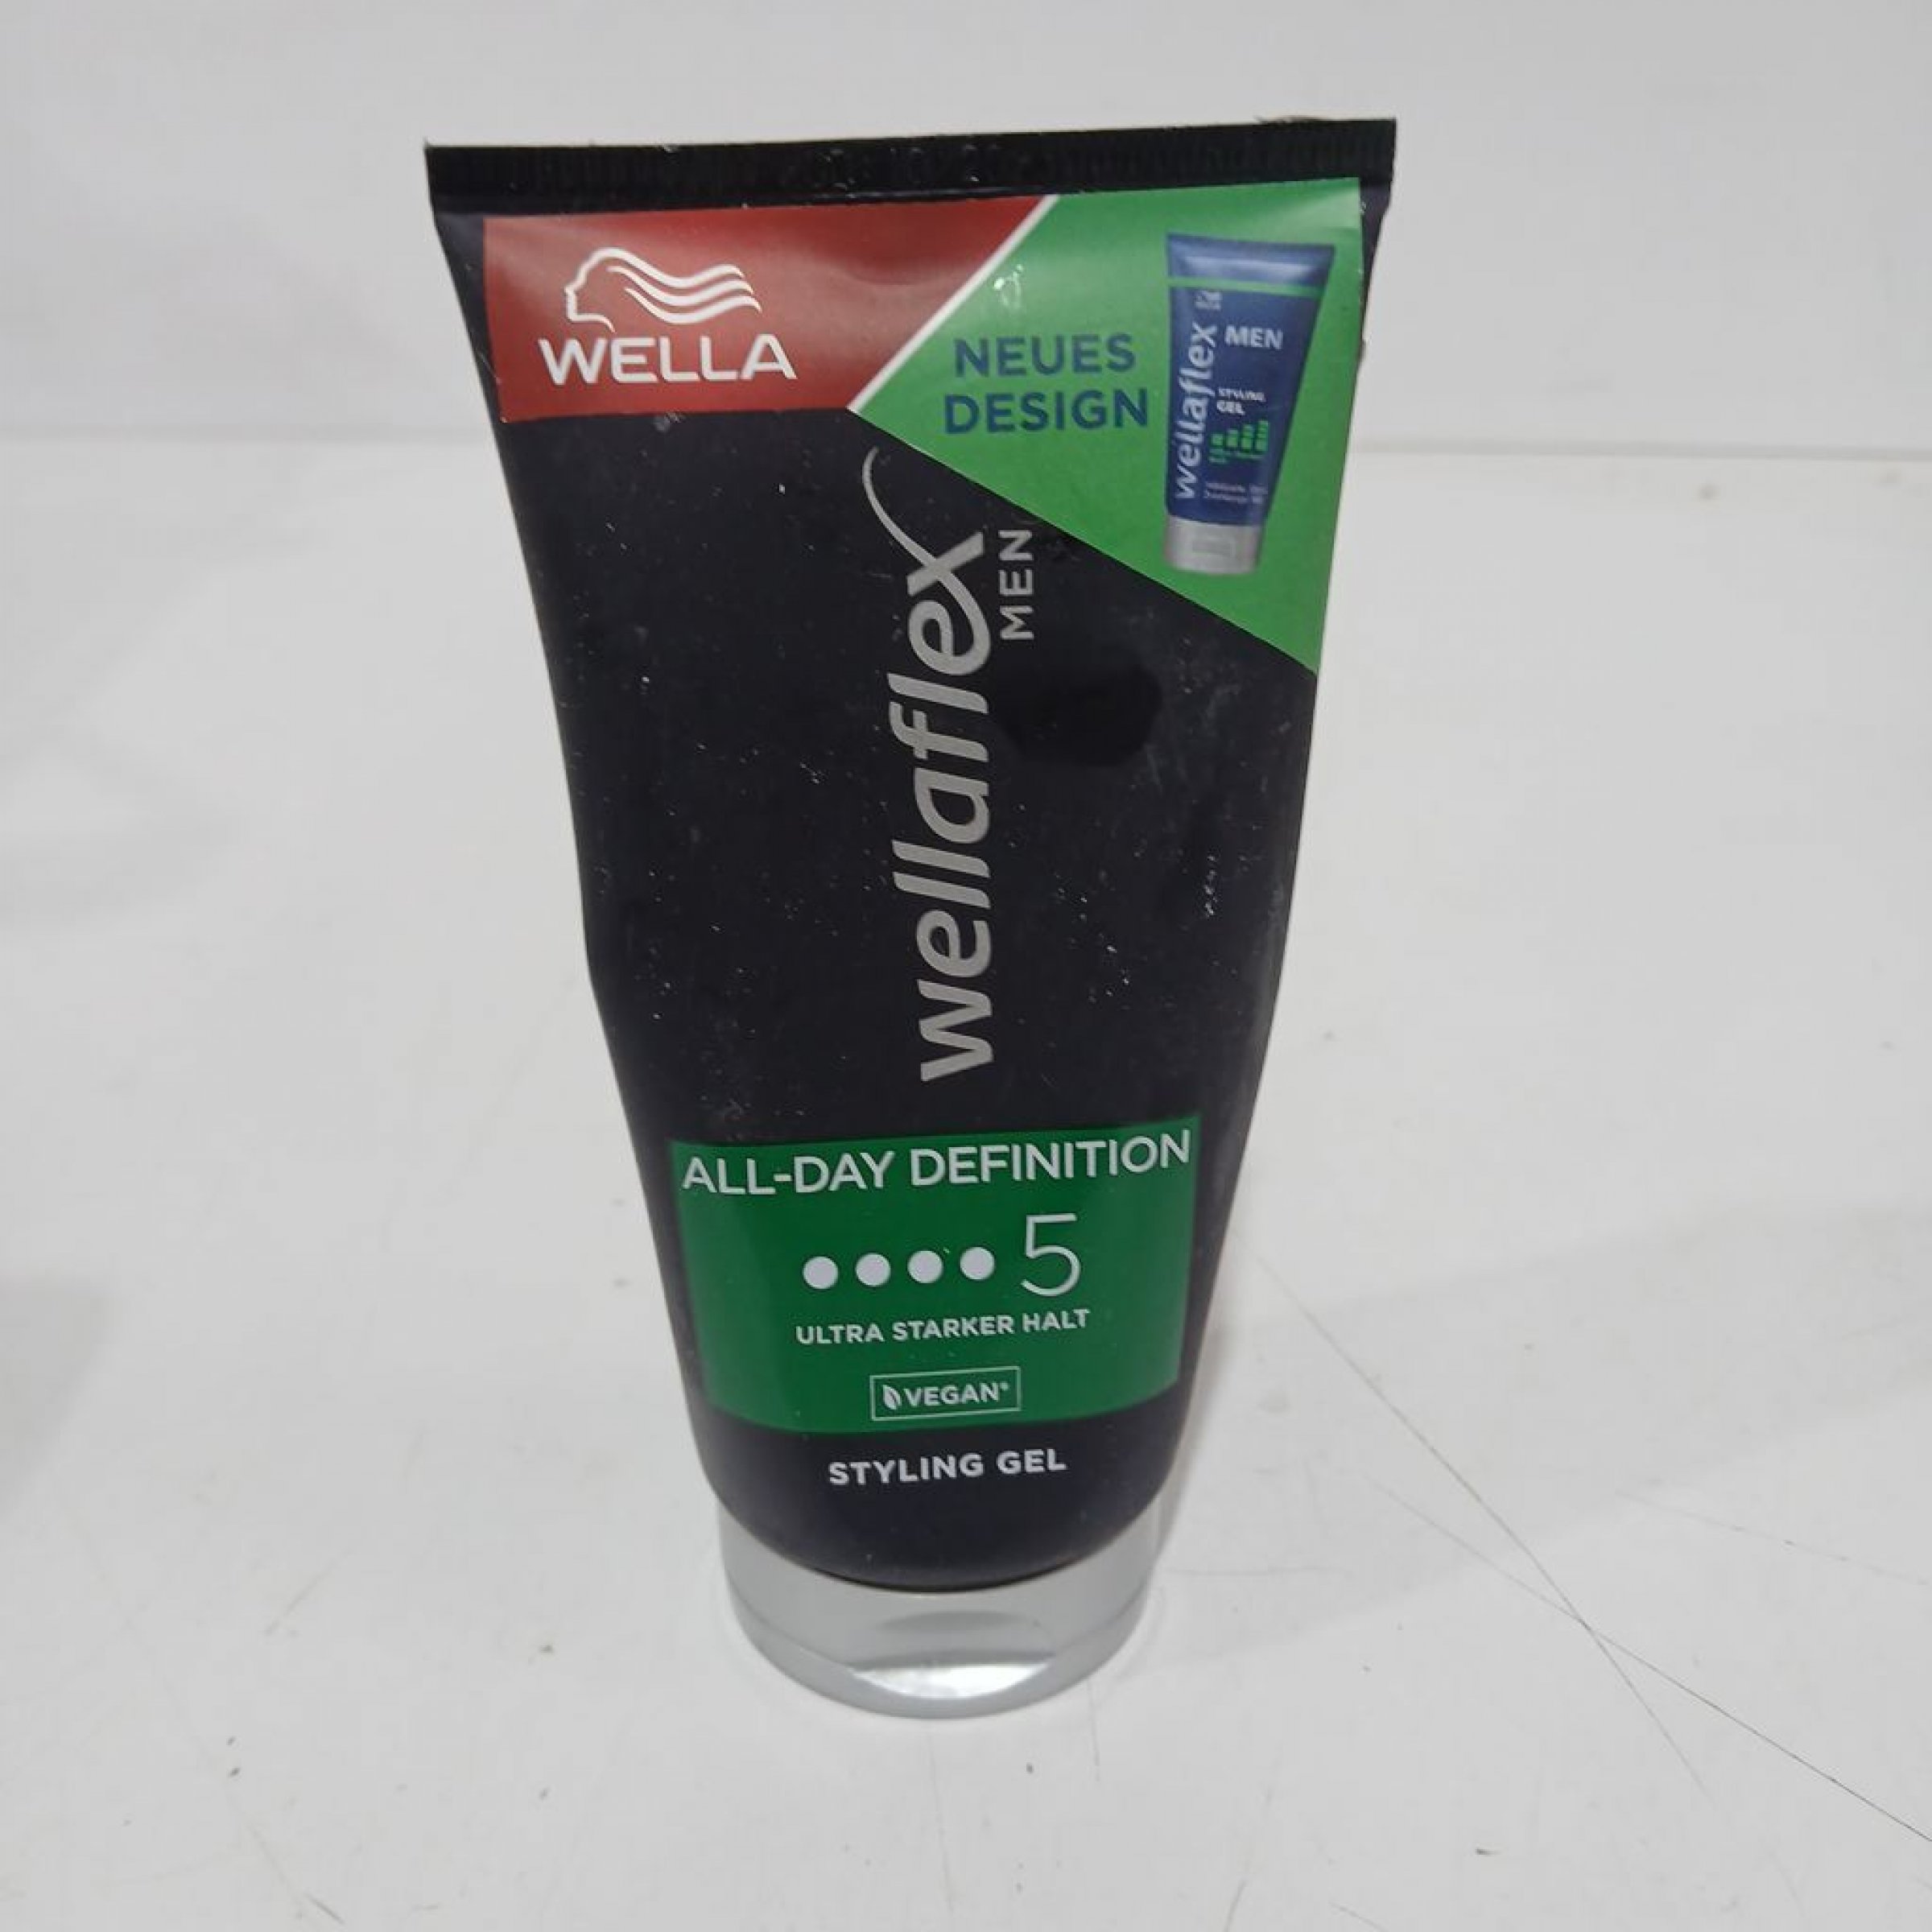 WELLA
NEUES
DESIGN
wellaflex
MEN
STYLING
GEL
wellaflex
MEN
ALL-DAY DEFINITION
5
ULTRA STARKER HALT
VEGAN*
STYLING GEL